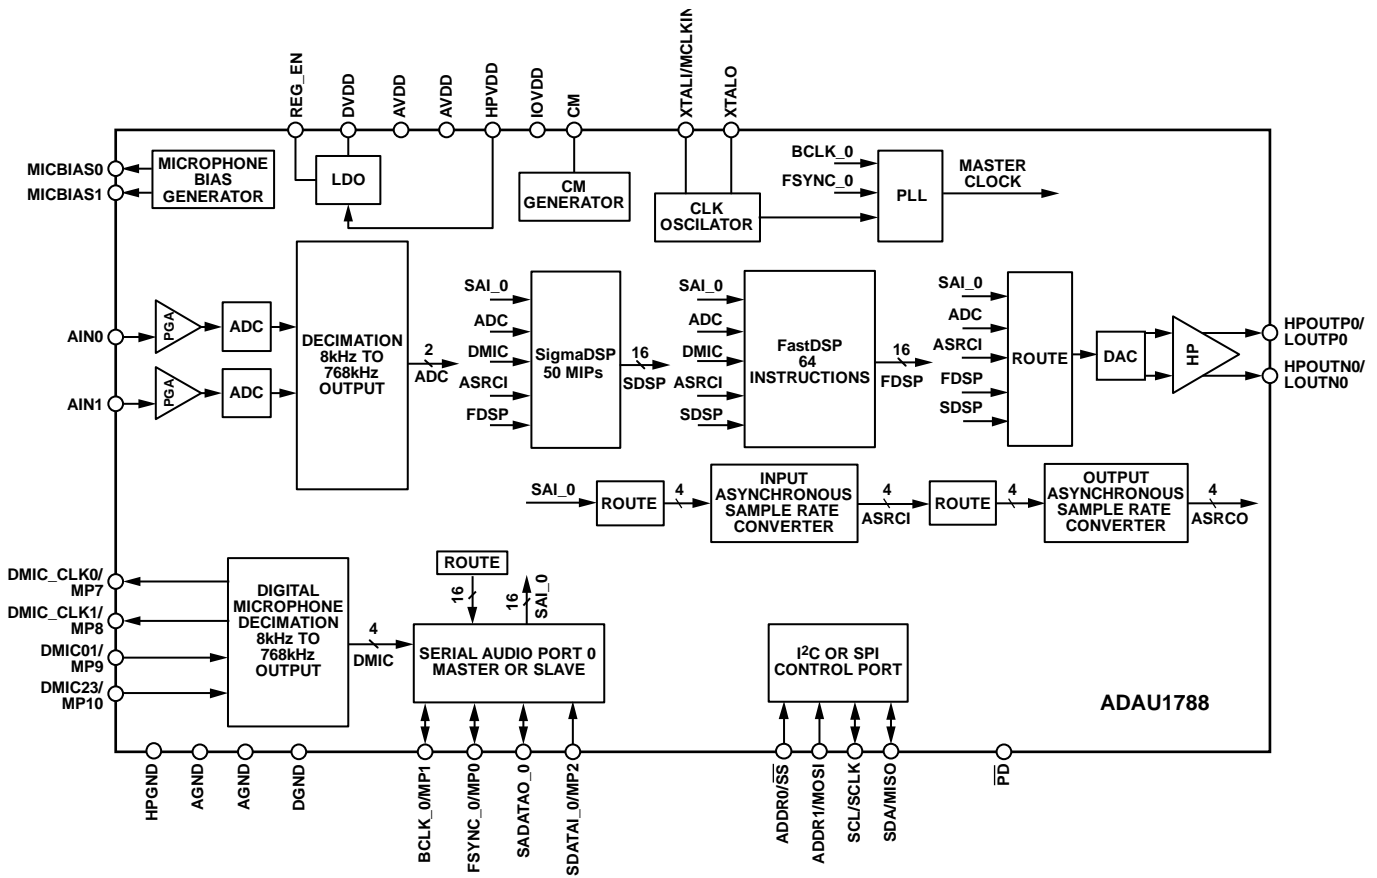 REG_EN
DVDD
AVDD
AVDD
HPVDD
IOVDD
CM
XTALI/MCLKIN
XTALO
MICBIAS0
MICBIAS1
MICROPHONE
BIAS
GENERATOR
LDO
CM
GENERATOR
CLK
OSCILATOR
BCLK_0
FSYNC_0
PLL
MASTER
CLOCK
AIN0
AIN1
PGA
PGA
ADC
ADC
DECIMATION
8kHz TO
768kHz
OUTPUT
2
ADC
SAI_0
ADC
DMIC
ASRCI
FDSP
SigmaDSP
50 MIPs
16
SDSP
SAI_0
ADC
DMIC
ASRCI
SDSP
FastDSP
64
INSTRUCTIONS
16
FDSP
SAI_0
ADC
ASRCI
FDSP
SDSP
ROUTE
DAC
HP
HPOUTP0/
LOUTP0
HPOUTN0/
LOUTN0
SAI_0
ROUTE
4
INPUT
ASYNCHRONOUS
SAMPLE RATE
CONVERTER
4
ASRCI
ROUTE
4
OUTPUT
ASYNCHRONOUS
SAMPLE RATE
CONVERTER
4
ASRCO
DMIC_CLK0/
MP7
DMIC_CLK1/
MP8
DMIC01/
MP9
DMIC23/
MP10
DIGITAL
MICROPHONE
DECIMATION
8kHz TO
768kHz
OUTPUT
4
DMIC
ROUTE
16
16
SAI_0
SERIAL AUDIO PORT 0
MASTER OR SLAVE
I²C OR SPI
CONTROL PORT
ADAU1788
HPGND
AGND
AGND
DGND
BCLK_0/MP1
FSYNC_0/MP0
SADATAO_0
SDATAI_0/MP2
ADDR0/S̅S̅
ADDR1/MOSI
SCL/SCLK
SDA/MISO
P̅D̅